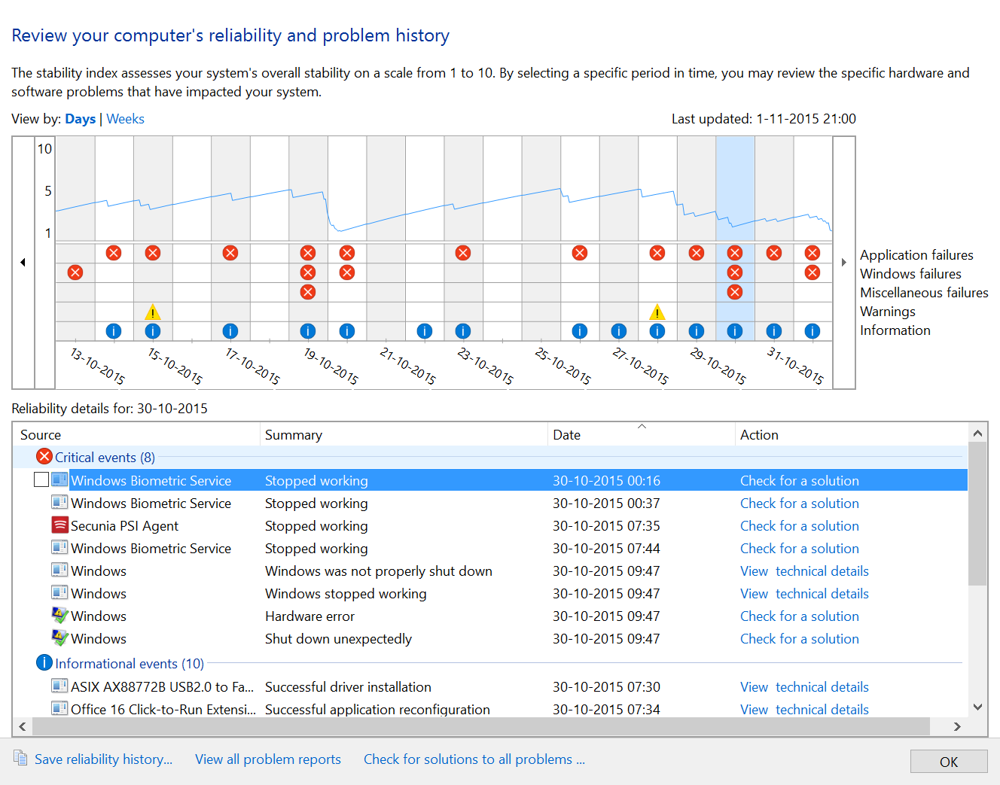 Review your computer's reliability and problem history
The stability index assesses your system's overall stability on a scale from 1 to 10. By selecting a specific period in time, you may review the specific hardware and
software problems that have impacted your system.
View by: Days | Weeks
Last updated: 1-11-2015 21:00
10
5
1
Application failures
Windows failures
Miscellaneous failures
Warnings
Information
13-10-2015
15-10-2015
17-10-2015
19-10-2015
21-10-2015
23-10-2015
25-10-2015
27-10-2015
29-10-2015
31-10-2015
Reliability details for: 30-10-2015
Source Summary Date Action
Critical events (8)
Windows Biometric Service Stopped working 30-10-2015 00:16 Check for a solution
Windows Biometric Service Stopped working 30-10-2015 00:37 Check for a solution
Secunia PSI Agent Stopped working 30-10-2015 07:35 Check for a solution
Windows Biometric Service Stopped working 30-10-2015 07:44 Check for a solution
Windows Windows was not properly shut down 30-10-2015 09:47 View technical details
Windows Windows stopped working 30-10-2015 09:47 View technical details
Windows Hardware error 30-10-2015 09:47 Check for a solution
Windows Shut down unexpectedly 30-10-2015 09:47 Check for a solution
Informational events (10)
ASIX AX88772B USB2.0 to Fa... Successful driver installation 30-10-2015 07:30 View technical details
Office 16 Click-to-Run Extensi... Successful application reconfiguration 30-10-2015 07:34 View technical details
Save reliability history... View all problem reports Check for solutions to all problems ...
OK